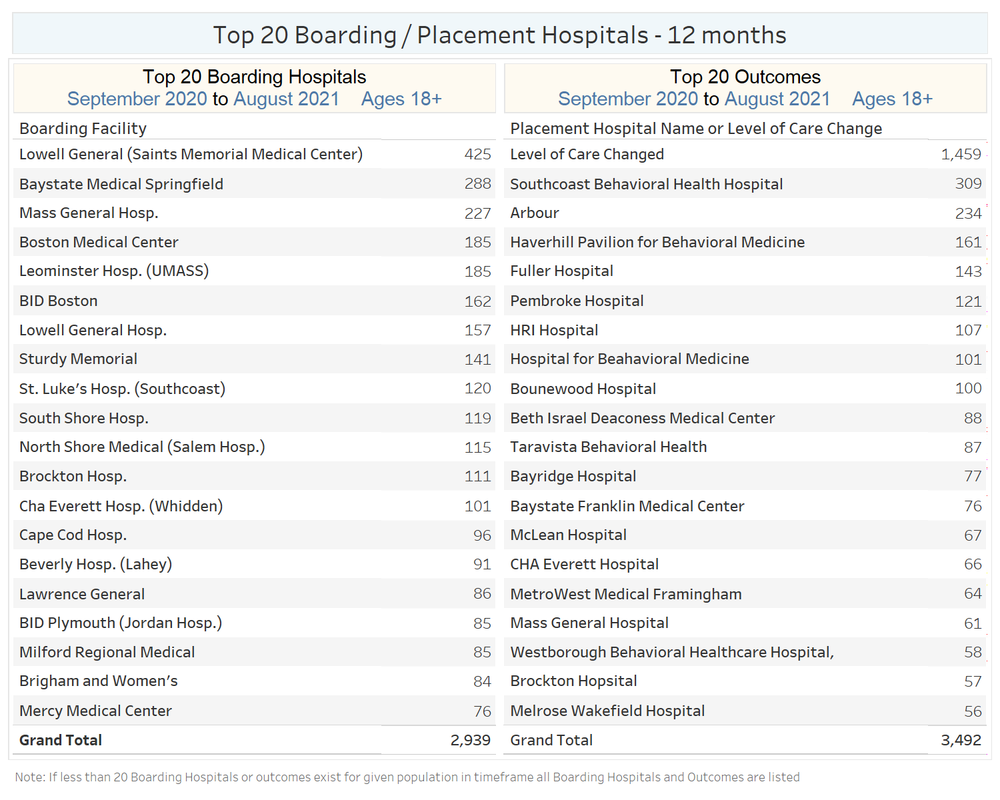 Top 20 Boarding / Placement Hospitals - 12 months
Top 20 Boarding Hospitals
September 2020 to August 2021 Ages 18+
Boarding Facility
Lowell General (Saints Memorial Medical Center) 425
Baystate Medical Springfield 288
Mass General Hosp. 227
Boston Medical Center 185
Leominster Hosp. (UMASS) 185
BID Boston 162
Lowell General Hosp. 157
Sturdy Memorial 141
St. Luke's Hosp. (Southcoast) 120
South Shore Hosp. 119
North Shore Medical (Salem Hosp.) 115
Brockton Hosp. 111
Cha Everett Hosp. (Whidden) 101
Cape Cod Hosp. 96
Beverly Hosp. (Lahey) 91
Lawrence General 86
BID Plymouth (Jordan Hosp.) 85
Milford Regional Medical 85
Brigham and Women's 84
Mercy Medical Center 76
Grand Total 2,939
Top 20 Outcomes
September 2020 to August 2021 Ages 18+
Placement Hospital Name or Level of Care Change
Level of Care Changed 1,459
Southcoast Behavioral Health Hospital 309
Arbour 234
Haverhill Pavilion for Behavioral Medicine 161
Fuller Hospital 143
Pembroke Hospital 121
HRI Hospital 107
Hospital for Beahavioral Medicine 101
Bounewood Hospital 100
Beth Israel Deaconess Medical Center 88
Taravista Behavioral Health 87
Bayridge Hospital 77
Baystate Franklin Medical Center 76
McLean Hospital 67
CHA Everett Hospital 66
MetroWest Medical Framingham 64
Mass General Hospital 61
Westborough Behavioral Healthcare Hospital, 58
Brockton Hopsital 57
Melrose Wakefield Hospital 56
Grand Total 3,492
Note: If less than 20 Boarding Hospitals or outcomes exist for given population in timeframe all Boarding Hospitals and Outcomes are listed